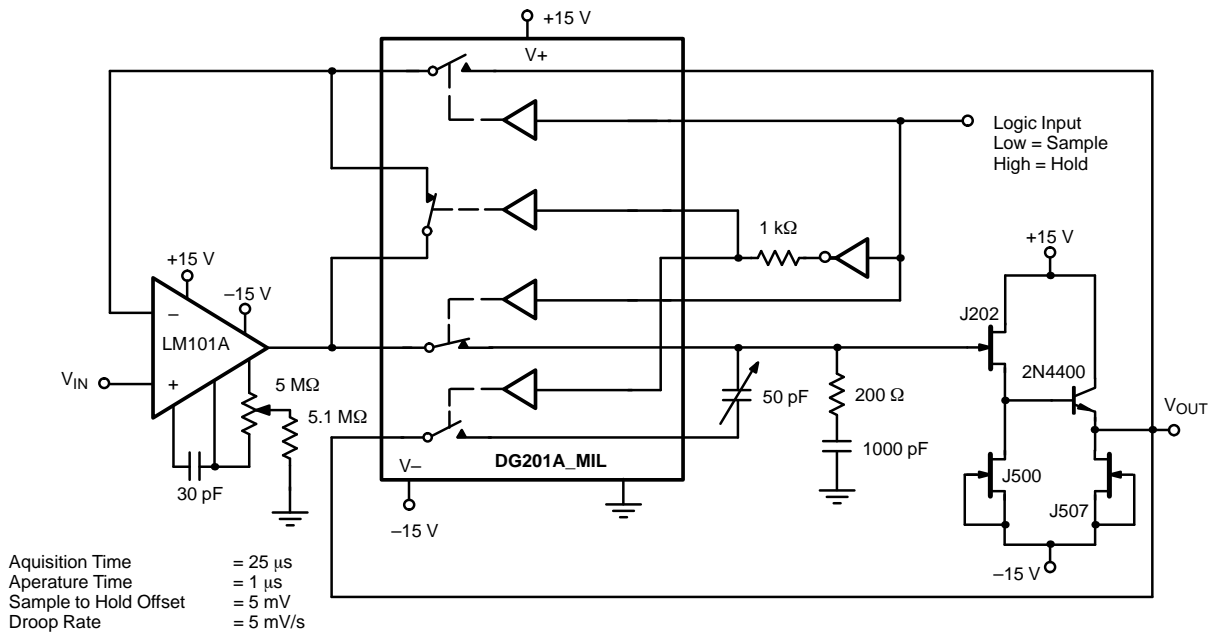 +15 V
V+
Logic Input
Low = Sample
High = Hold
1 kΩ
+15 V
+15 V
–15 V
J202
–
LM101A
2N4400
VIN
+
5 MΩ
50 pF
200 Ω
VOUT
5.1 MΩ
1000 pF
V–
DG201A_MIL
J500
30 pF
J507
–15 V
–15 V
Aquisition Time = 25 μs
Aperature Time = 1 μs
Sample to Hold Offset = 5 mV
Droop Rate = 5 mV/s